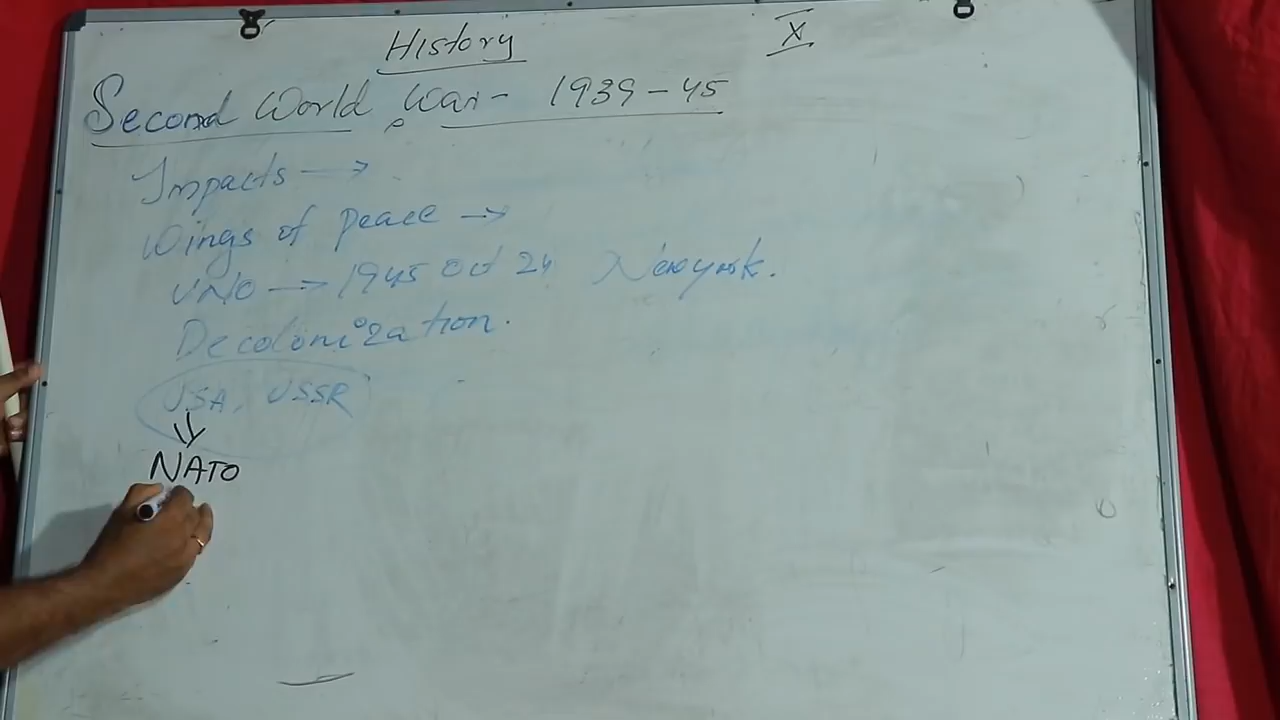 History X
Second World War - 1939-45
Impacts →
Wings of peace →
UNO → 1945 Oct 24 Newyork.
Decolonization.
USA, USSR
NATO